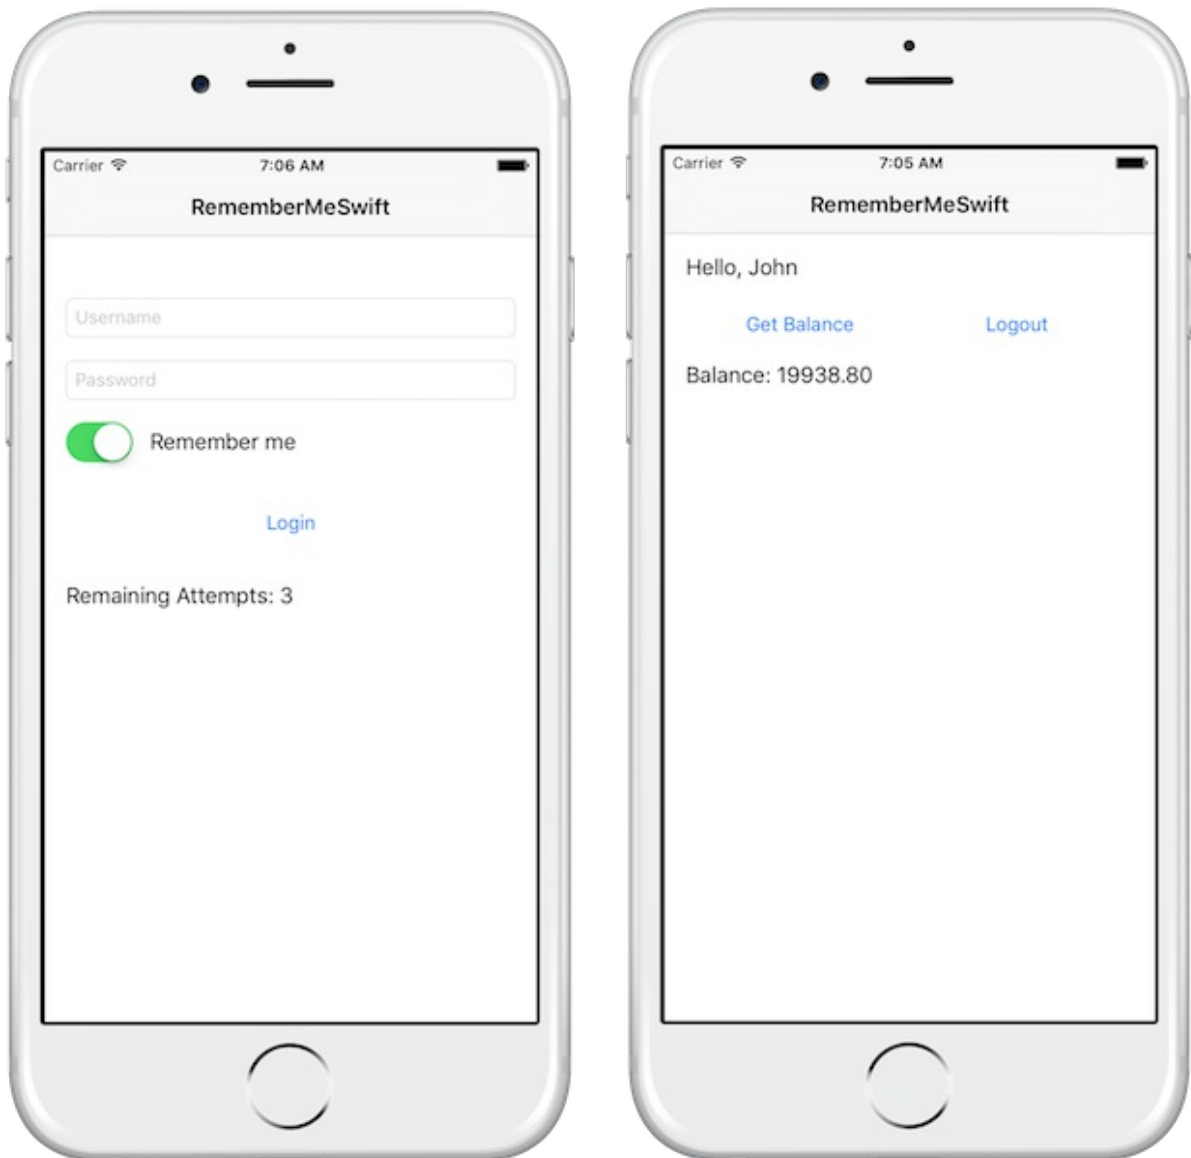 Carrier 7:06 AM
RememberMeSwift
Username
Password
Remember me
Login
Remaining Attempts: 3
Carrier 7:05 AM
RememberMeSwift
Hello, John
Get Balance Logout
Balance: 19938.80